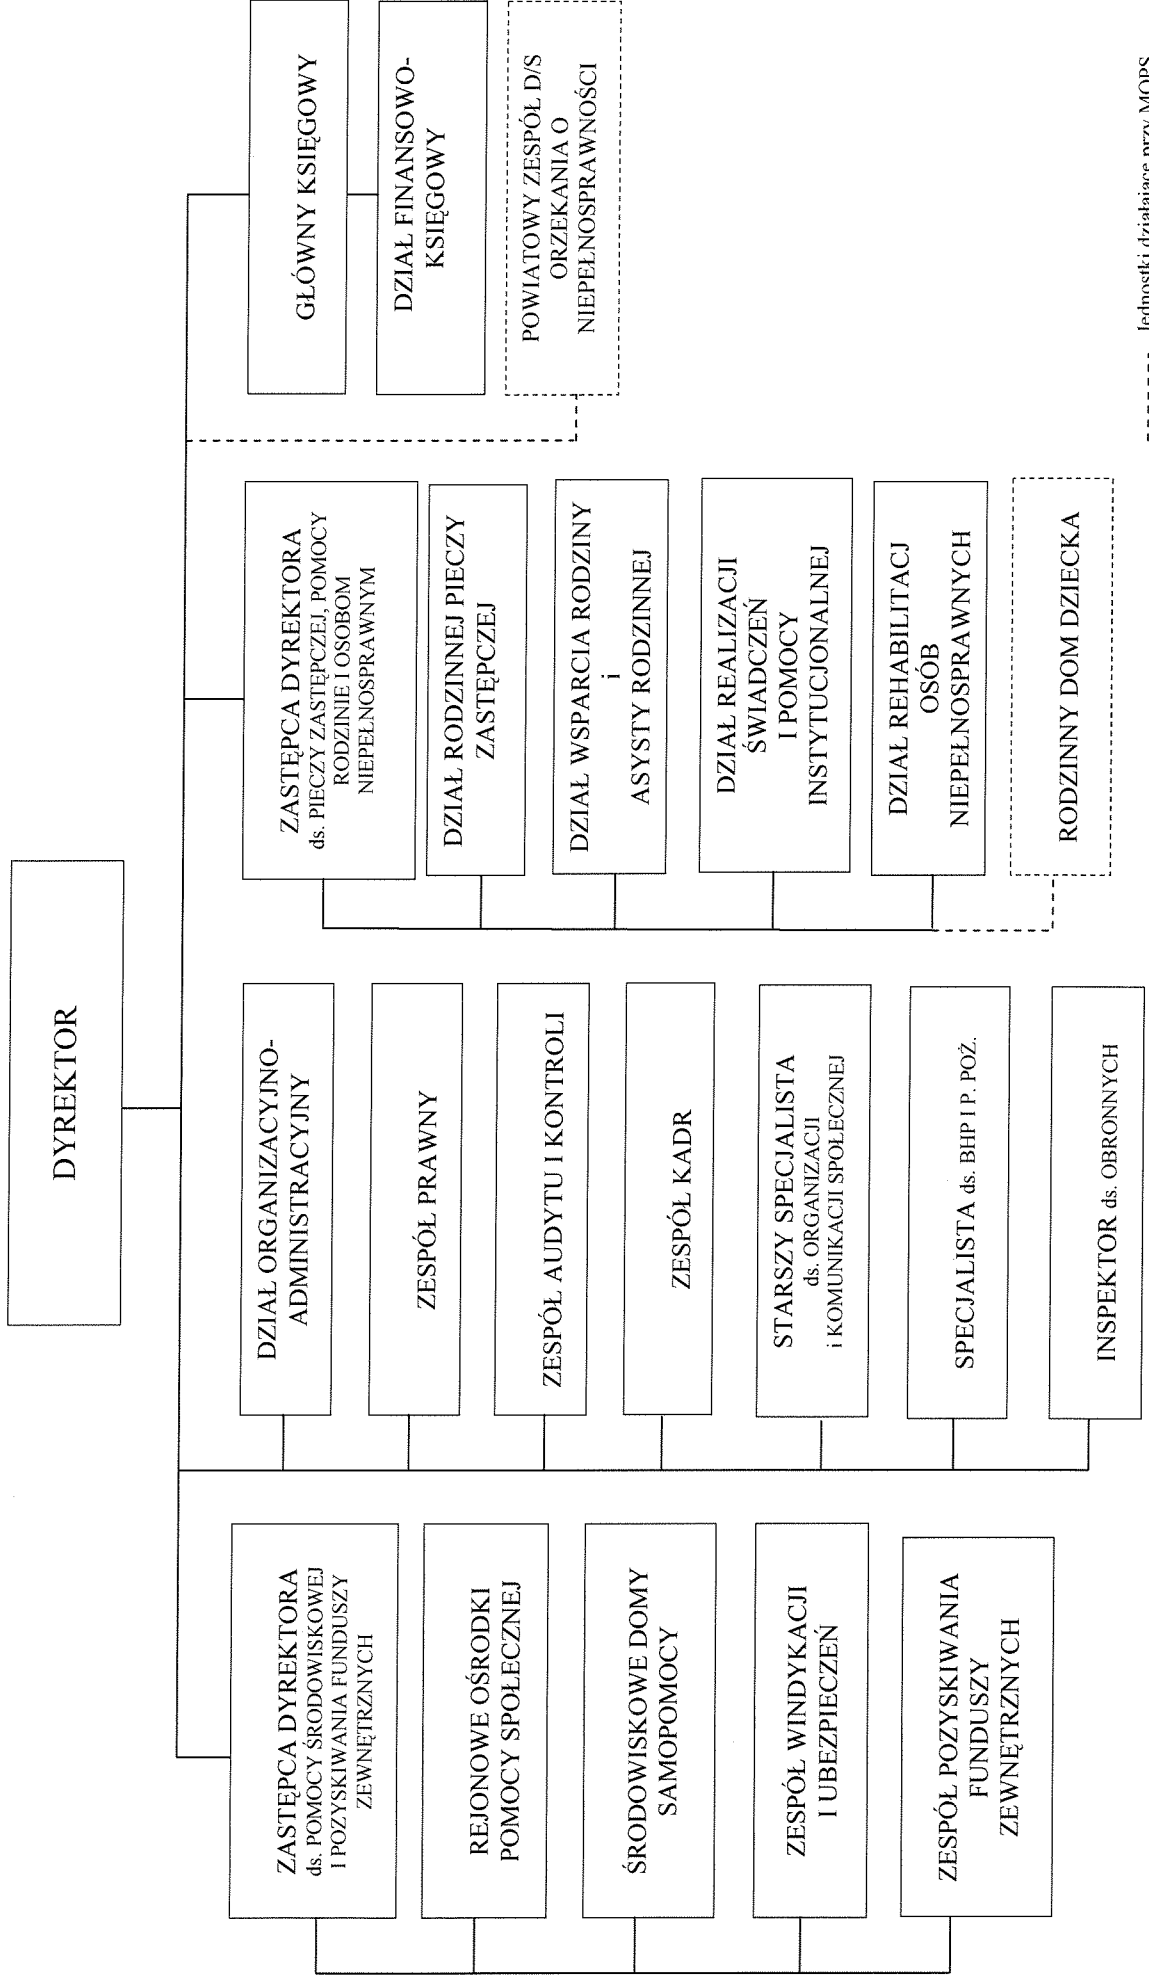 DYREKTOR
ZASTĘPCA DYREKTORA
ds. POMOCY ŚRODOWISKOWEJ
I POZYSKIWANIA FUNDUSZY
ZEWNĘTRZNYCH
REJONOWE OŚRODKI
POMOCY SPOŁECZNEJ
ŚRODOWISKOWE DOMY
SAMOPOMOCY
ZESPÓŁ WINDYKACJI
I UBEZPIECZEŃ
ZESPÓŁ POZYSKIWANIA
FUNDUSZY
ZEWNĘTRZNYCH
DZIAŁ ORGANIZACYJNO-
ADMINISTRACYJNY
ZESPÓŁ PRAWNY
ZESPÓŁ AUDYTU I KONTROLI
ZESPÓŁ KADR
STARSZY SPECJALISTA
ds. ORGANIZACJI
i KOMUNIKACJI SPOŁECZNEJ
SPECJALISTA ds. BHP I P. POŻ.
INSPEKTOR ds. OBRONNYCH
ZASTĘPCA DYREKTORA
ds. PIECZY ZASTĘPCZEJ, POMOCY
RODZINIE I OSOBOM
NIEPEŁNOSPRAWNYM
DZIAŁ RODZINNEJ PIECZY
ZASTĘPCZEJ
DZIAŁ WSPARCIA RODZINY
i
ASYSTY RODZINNEJ
DZIAŁ REALIZACJI
ŚWIADCZEŃ
I POMOCY
INSTYTUCJONALNEJ
DZIAŁ REHABILITACJ
OSÓB
NIEPEŁNOSPRAWNYCH
RODZINNY DOM DZIECKA
GŁÓWNY KSIĘGOWY
DZIAŁ FINANSOWO-
KSIĘGOWY
POWIATOWY ZESPÓŁ D/S
ORZEKANIA O
NIEPEŁNOSPRAWNOŚCI
Jednostki działające przy MOPS